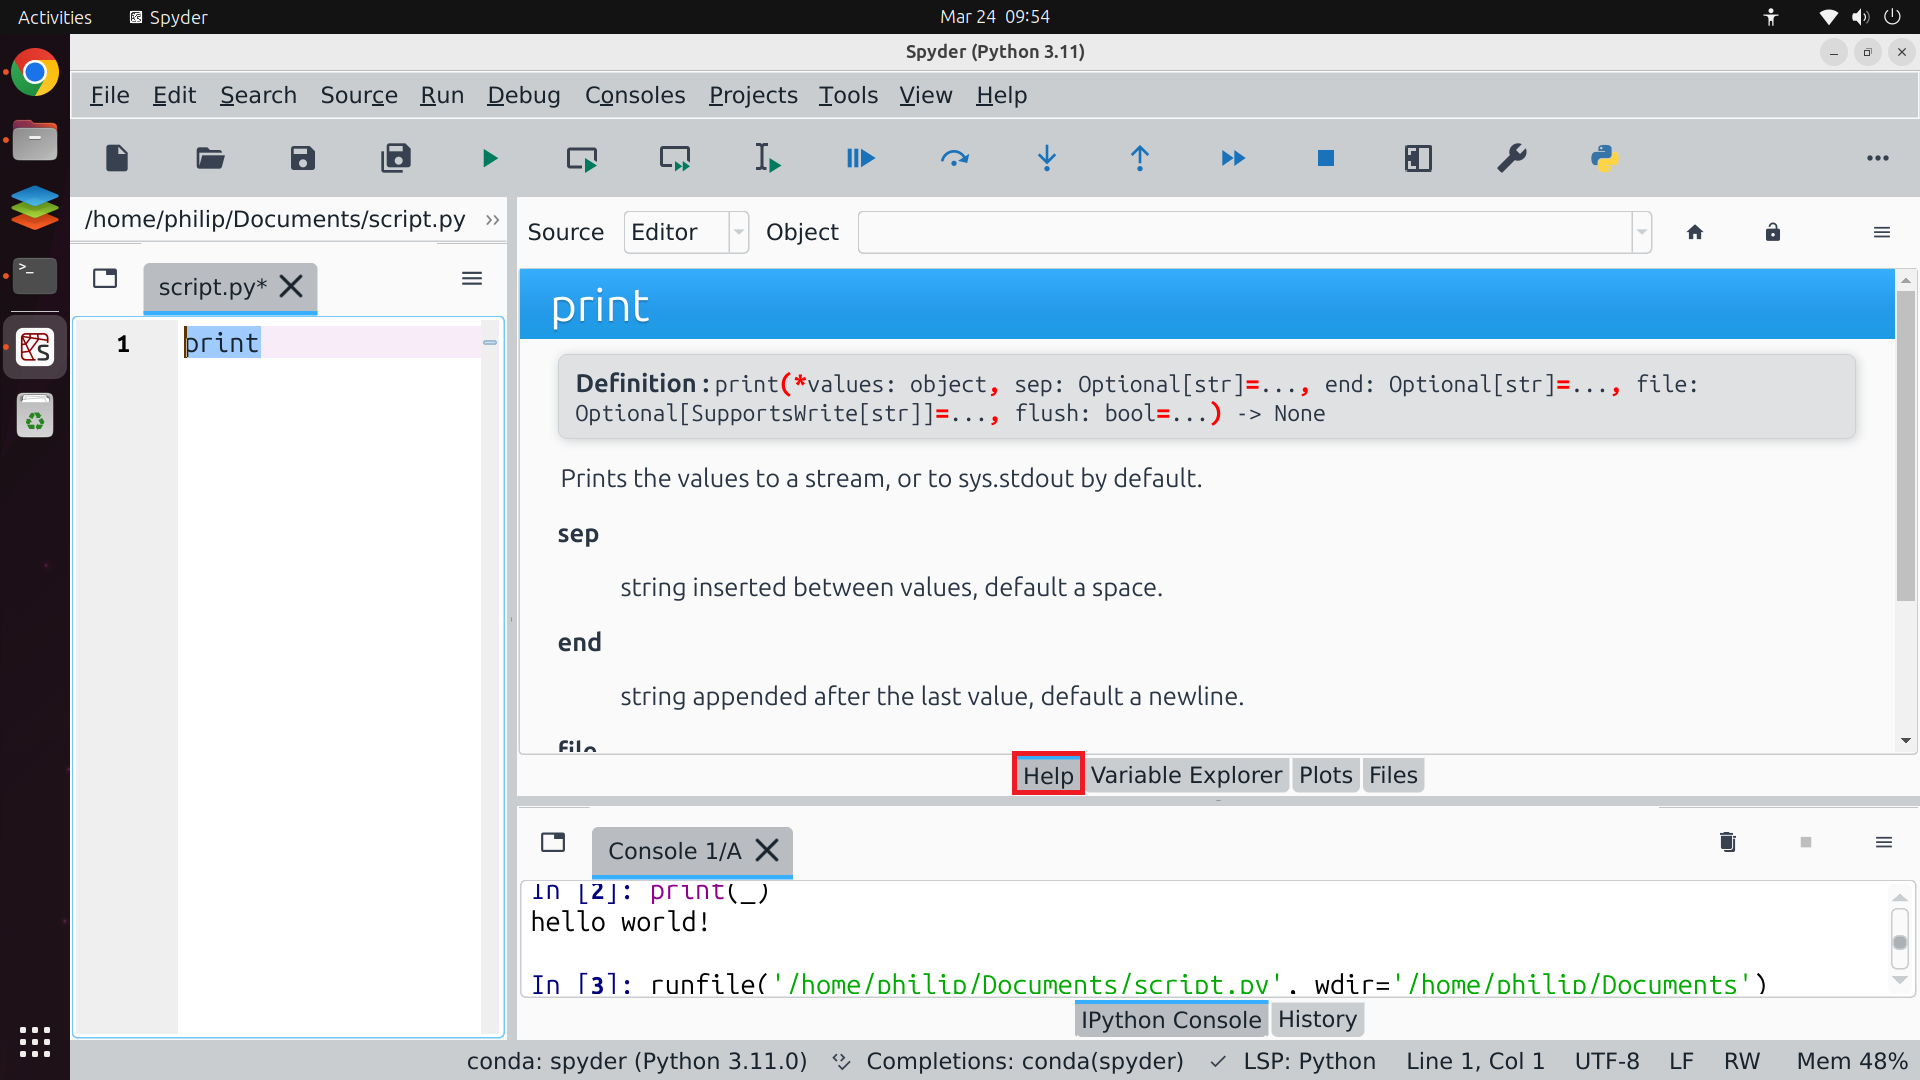 Activities
Spyder
Mar 24 09:54
Spyder (Python 3.11)
File Edit Search Source Run Debug Consoles Projects Tools View Help
/home/philip/Documents/script.py
script.py*
1 print
Source Editor Object
print
Definition : print(*values: object, sep: Optional[str]=..., end: Optional[str]=..., file:
Optional[SupportsWrite[str]]=..., flush: bool=...) -> None
Prints the values to a stream, or to sys.stdout by default.
sep
string inserted between values, default a space.
end
string appended after the last value, default a newline.
file
Help Variable Explorer Plots Files
Console 1/A
In [2]: print(_)
hello world!
In [3]: runfile('/home/philip/Documents/script.py', wdir='/home/philip/Documents')
IPython Console History
conda: spyder (Python 3.11.0) Completions: conda(spyder) LSP: Python Line 1, Col 1 UTF-8 LF RW Mem 48%